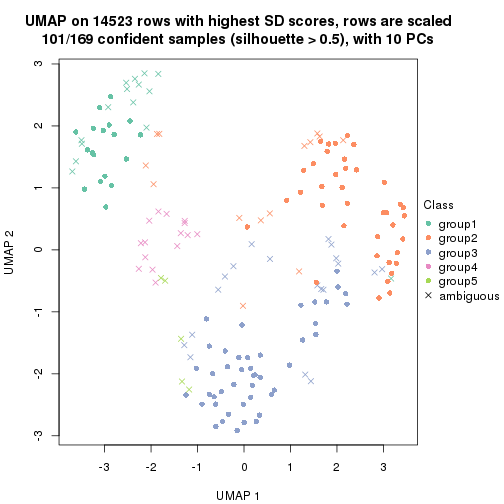 UMAP on 14523 rows with highest SD scores, rows are scaled
101/169 confident samples (silhouette > 0.5), with 10 PCs
3
2
1
0
-1
-2
-3
UMAP 2
-3
-2
-1
0
1
2
3
UMAP 1
Class
group1
group2
group3
group4
group5
ambiguous